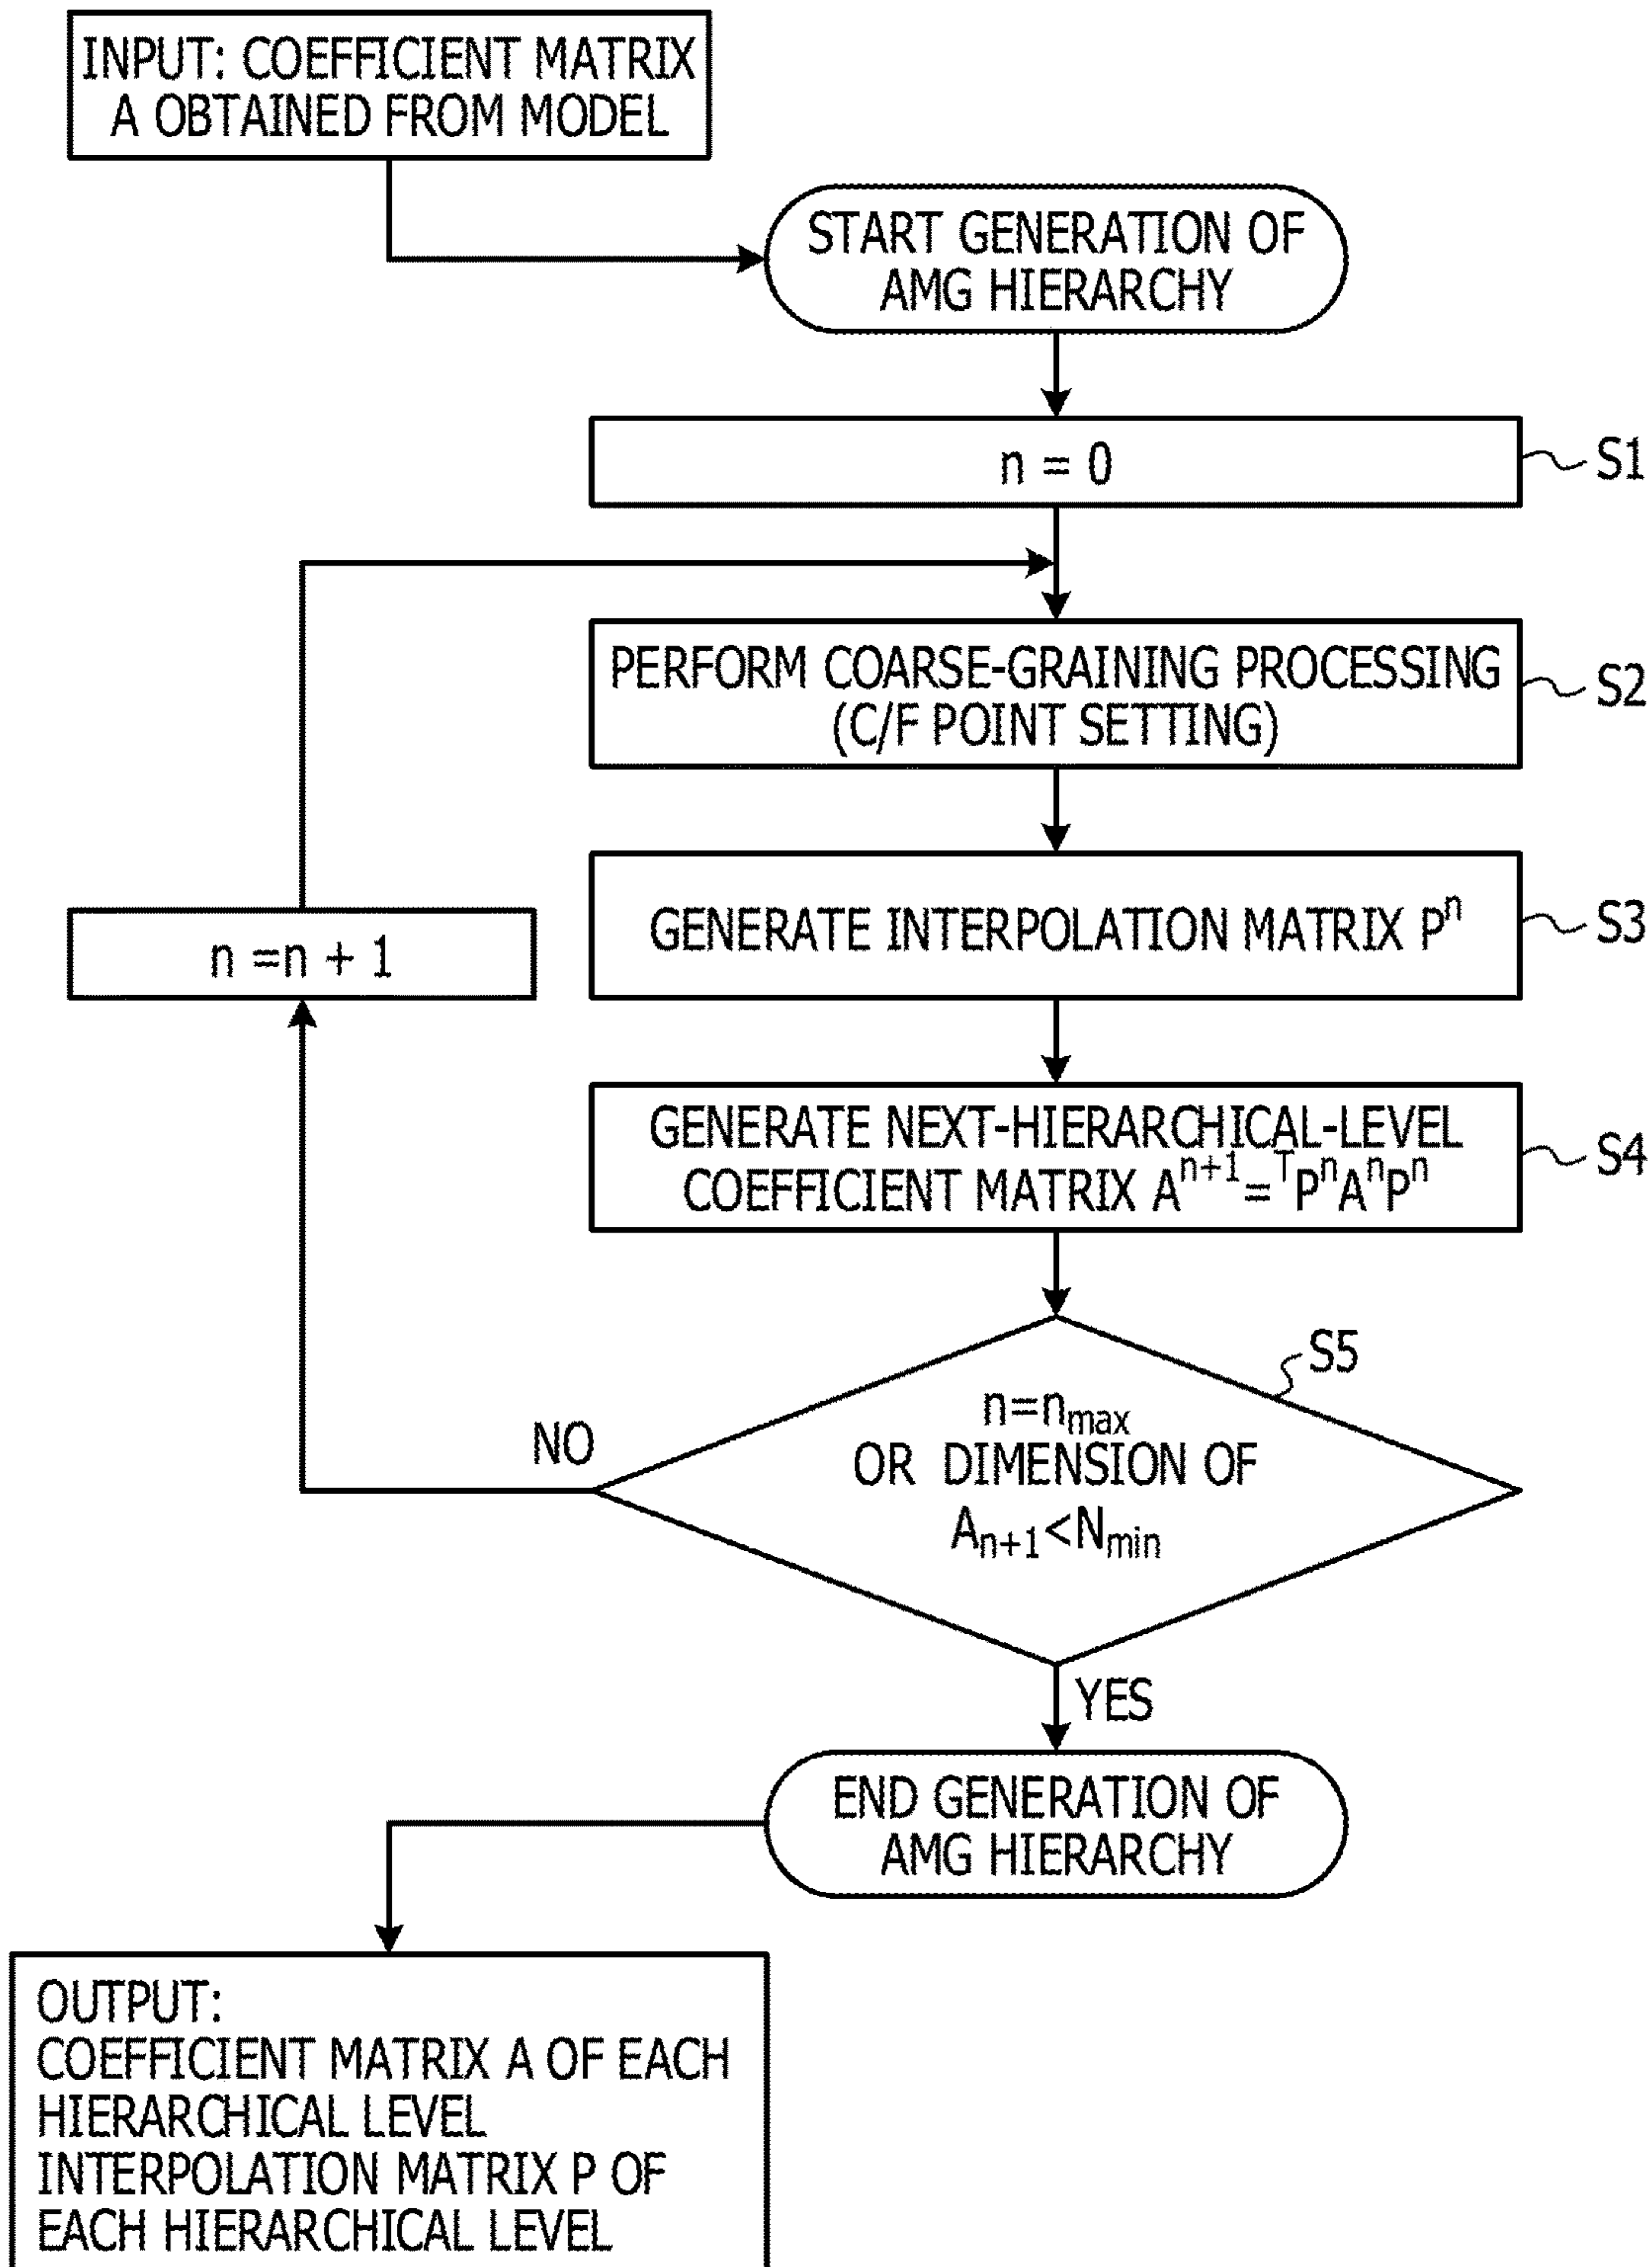 INPUT: COEFFICIENT MATRIX
A OBTAINED FROM MODEL
START GENERATION OF
AMG HIERARCHY
n = 0
S1
PERFORM COARSE-GRAINING PROCESSING
(C/F POINT SETTING)
S2
GENERATE INTERPOLATION MATRIX Pⁿ
S3
n =n + 1
GENERATE NEXT-HIERARCHICAL-LEVEL
COEFFICIENT MATRIX Aⁿ⁺¹=ᵀPⁿAⁿPⁿ
S4
S5
n=n_max
OR DIMENSION OF
A_n+1<N_min
NO
YES
END GENERATION OF
AMG HIERARCHY
OUTPUT:
COEFFICIENT MATRIX A OF EACH
HIERARCHICAL LEVEL
INTERPOLATION MATRIX P OF
EACH HIERARCHICAL LEVEL